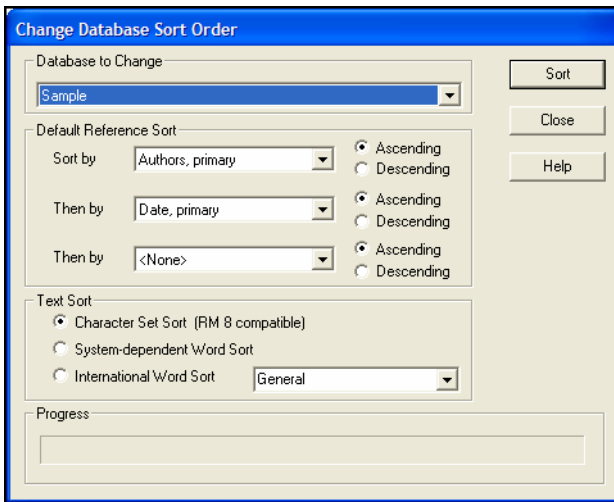 Change Database Sort Order
Database to Change
Sample
Sort
Close
Help
Default Reference Sort
Sort by Authors, primary Ascending
Descending
Then by Date, primary Ascending
Descending
Then by <None> Ascending
Descending
Text Sort
Character Set Sort (RM 8 compatible)
System-dependent Word Sort
International Word Sort General
Progress